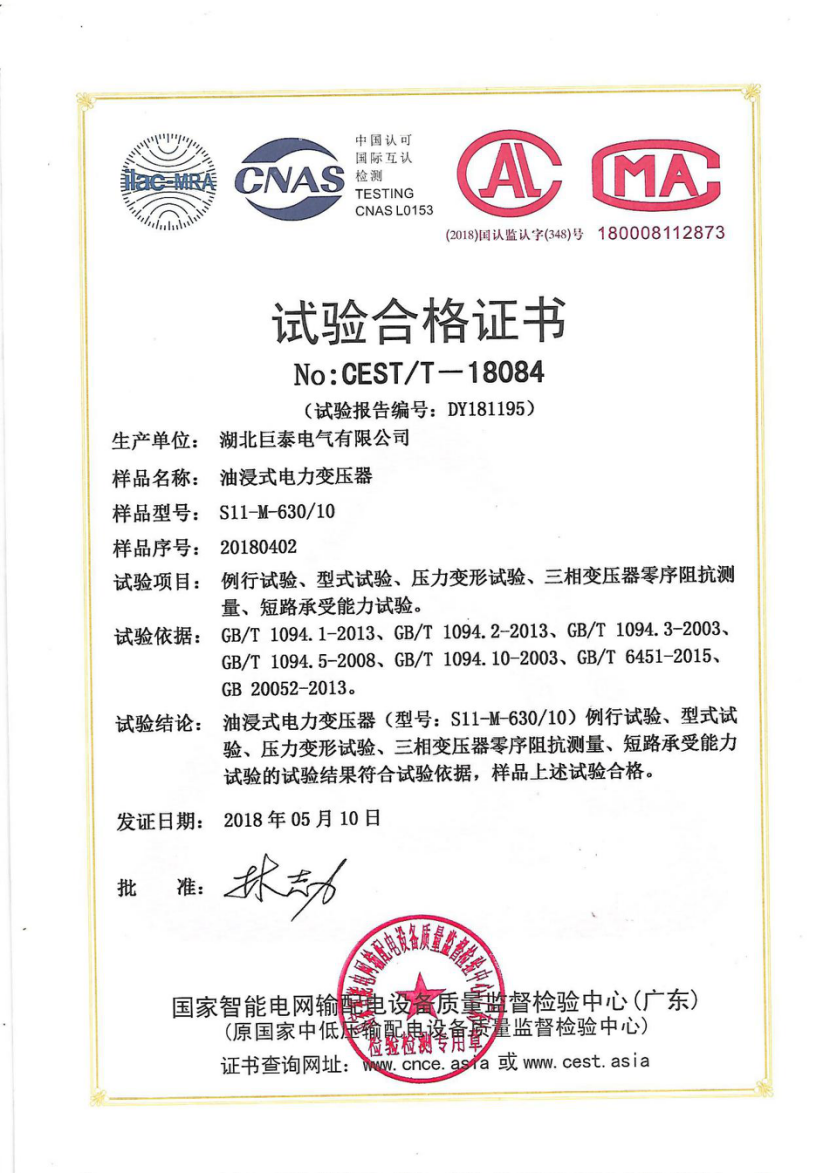 ilac-MRA
CNAS
中国认可
国际互认
检测
TESTING
CNAS L0153
CAL
MA
(2018)国认监认字(348)号
180008112873
试验合格证书
No:CEST/T—18084
（试验报告编号：DY181195）
生产单位： 湖北巨泰电气有限公司
样品名称： 油浸式电力变压器
样品型号： S11-M-630/10
样品序号： 20180402
试验项目： 例行试验、型式试验、压力变形试验、三相变压器零序阻抗测
量、短路承受能力试验。
试验依据： GB/T 1094.1-2013、GB/T 1094.2-2013、GB/T 1094.3-2003、
GB/T 1094.5-2008、GB/T 1094.10-2003、GB/T 6451-2015、
GB 20052-2013。
试验结论： 油浸式电力变压器（型号：S11-M-630/10）例行试验、型式试
验、压力变形试验、三相变压器零序阻抗测量、短路承受能力
试验的试验结果符合试验依据，样品上述试验合格。
发证日期： 2018 年 05 月 10 日
批 准： 林志力
国家智能电网输配电设备质量监督检验中心(广东)
(原国家中低压输配电设备质量监督检验中心)
检验检测专用章
证书查询网址：www.cnce.asia 或 www.cest.asia